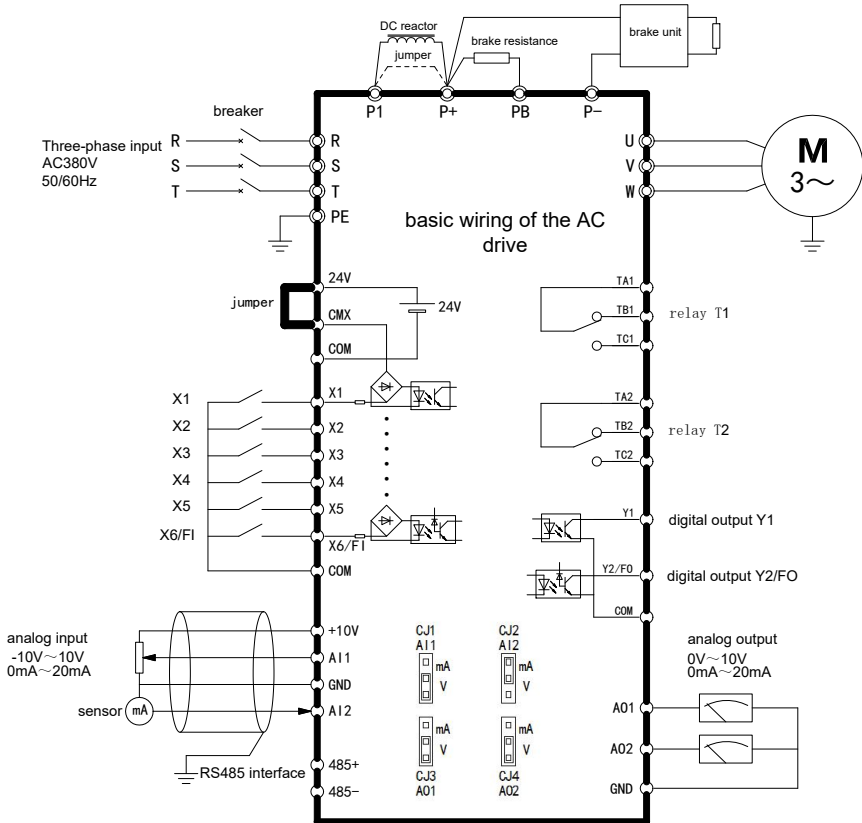 DC reactor
jumper
brake resistance
brake unit
P1
P+
PB
P-
breaker
Three-phase input
AC380V
50/60Hz
R
S
T
R
S
T
PE
U
V
W
M
3～
basic wiring of the AC
drive
jumper
24V
CMX
COM
24V
TA1
TB1
TC1
relay T1
X1
X2
X3
X4
X5
X6/FI
X1
X2
X3
X4
X5
X6/FI
COM
TA2
TB2
TC2
relay T2
Y1
digital output Y1
Y2/FO
digital output Y2/FO
COM
analog input
-10V～10V
0mA～20mA
sensor
mA
+10V
AI1
GND
AI2
RS485 interface
485+
485-
CJ1
AI1
mA
V
CJ2
AI2
mA
V
mA
V
CJ3
AO1
mA
V
CJ4
AO2
analog output
0V～10V
0mA～20mA
AO1
AO2
GND